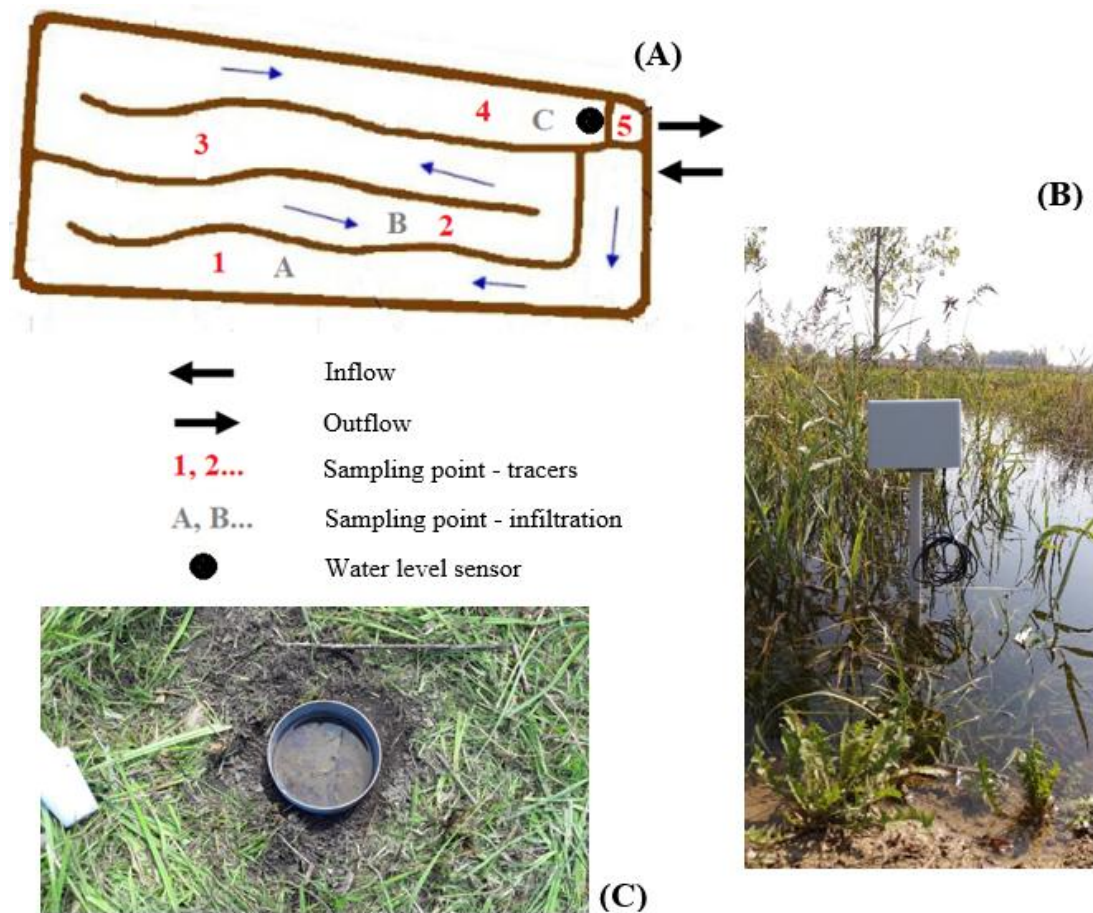 (A)
4
C
5
3
B
2
1
A
(B)
Inflow
Outflow
1, 2... Sampling point - tracers
A, B... Sampling point - infiltration
Water level sensor
(C)